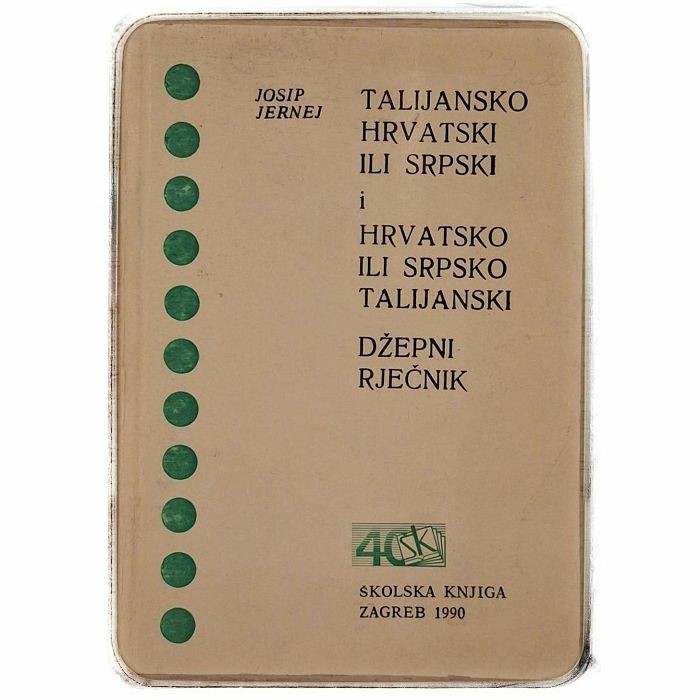 JOSIP
JERNEJ
TALIJANSKO
HRVATSKI
ILI SRPSKI
i
HRVATSKO
ILI SRPSKO
TALIJANSKI
DŽEPNI
RJEČNIK
40 ŠK
ŠKOLSKA KNJIGA
ZAGREB 1990